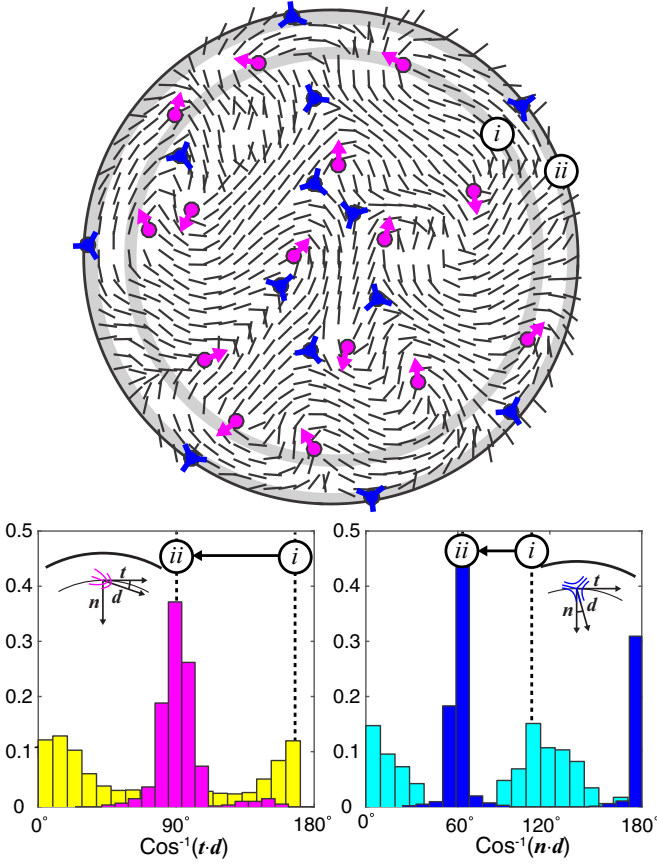 i
ii
0.5 ii i 0.5 ii i
t t
0.4 n d 0.4 n d
0.3 0.3
0.2 0.2
0.1 0.1
0 0
0° 90° 180° 0° 60° 120° 180°
Cos⁻¹(t·d) Cos⁻¹(n·d)